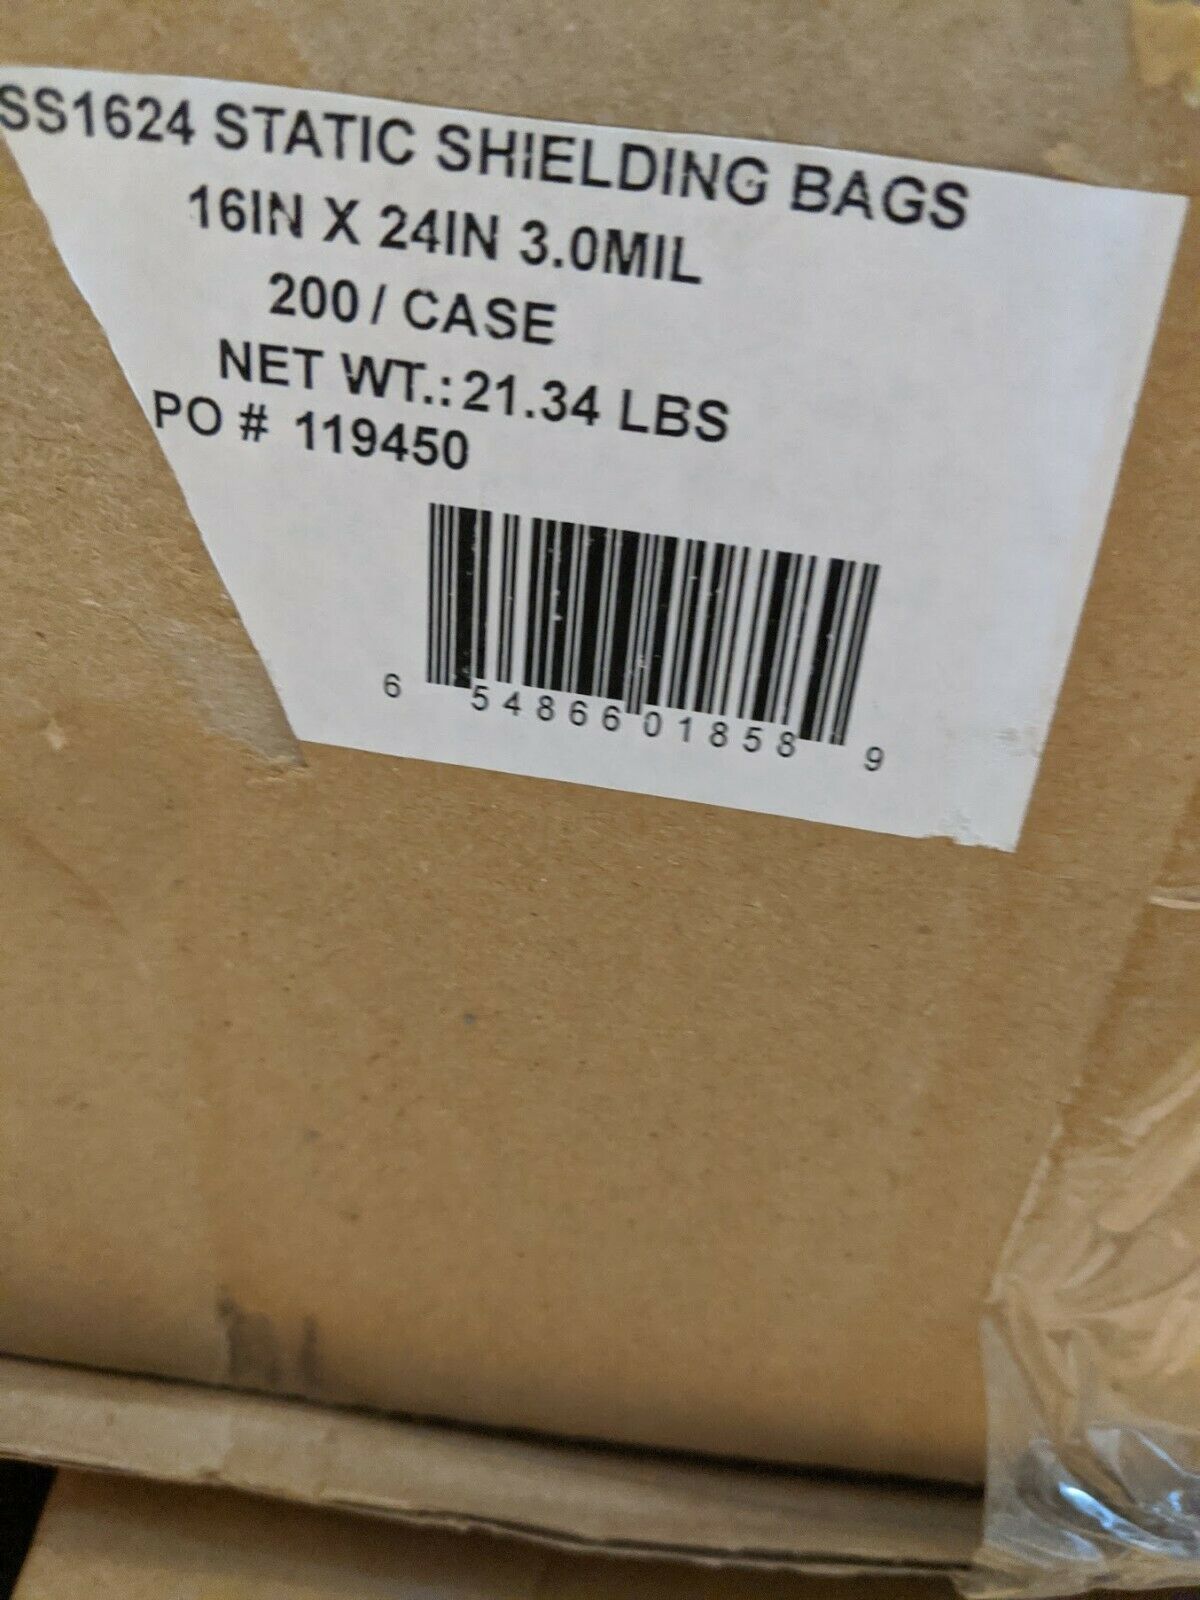 SS1624 STATIC SHIELDING BAGS
16IN X 24IN 3.0MIL
200 / CASE
NET WT.: 21.34 LBS
PO # 119450
6 54866 01858 9